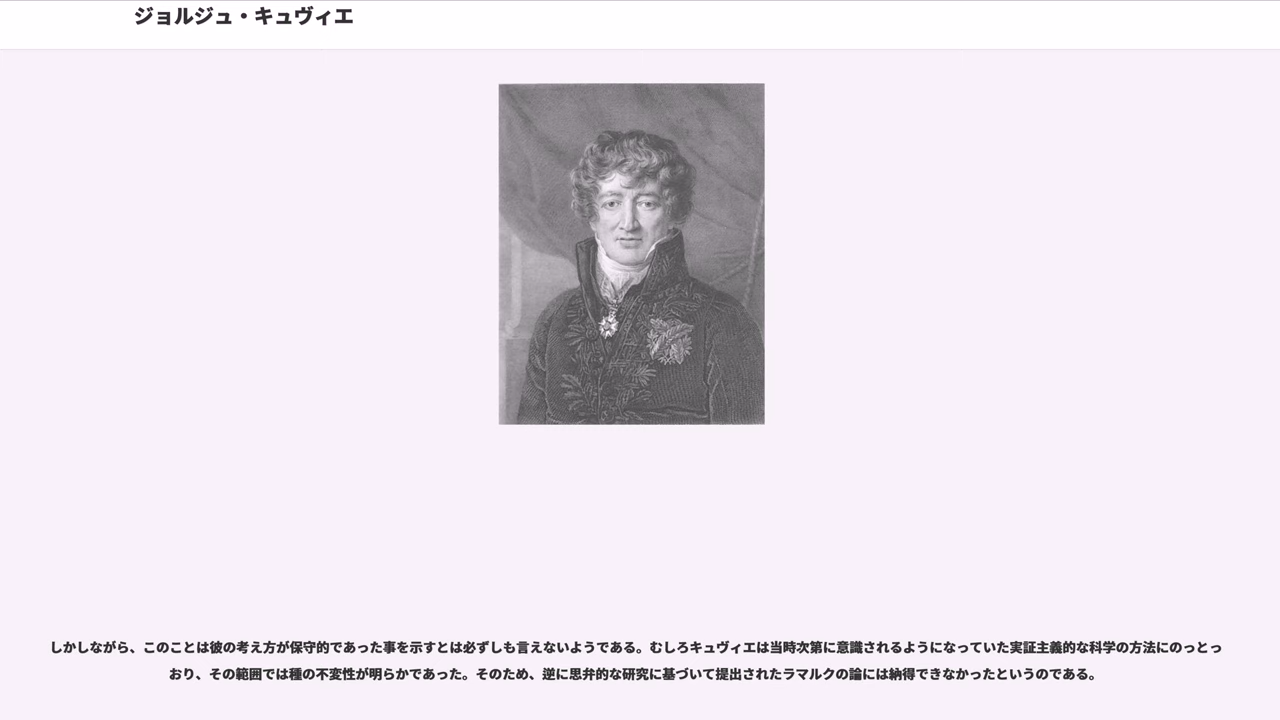 ジョルジュ・キュヴィエ
しかしながら、このことは彼の考え方が保守的であった事を示すとは必ずしも言えないようである。むしろキュヴィエは当時次第に意識されるようになっていた実証主義的な科学の方法にのっとっ
おり、その範囲では種の不変性が明らかであった。そのため、逆に思弁的な研究に基づいて提出されたラマルクの論には納得できなかったというのである。